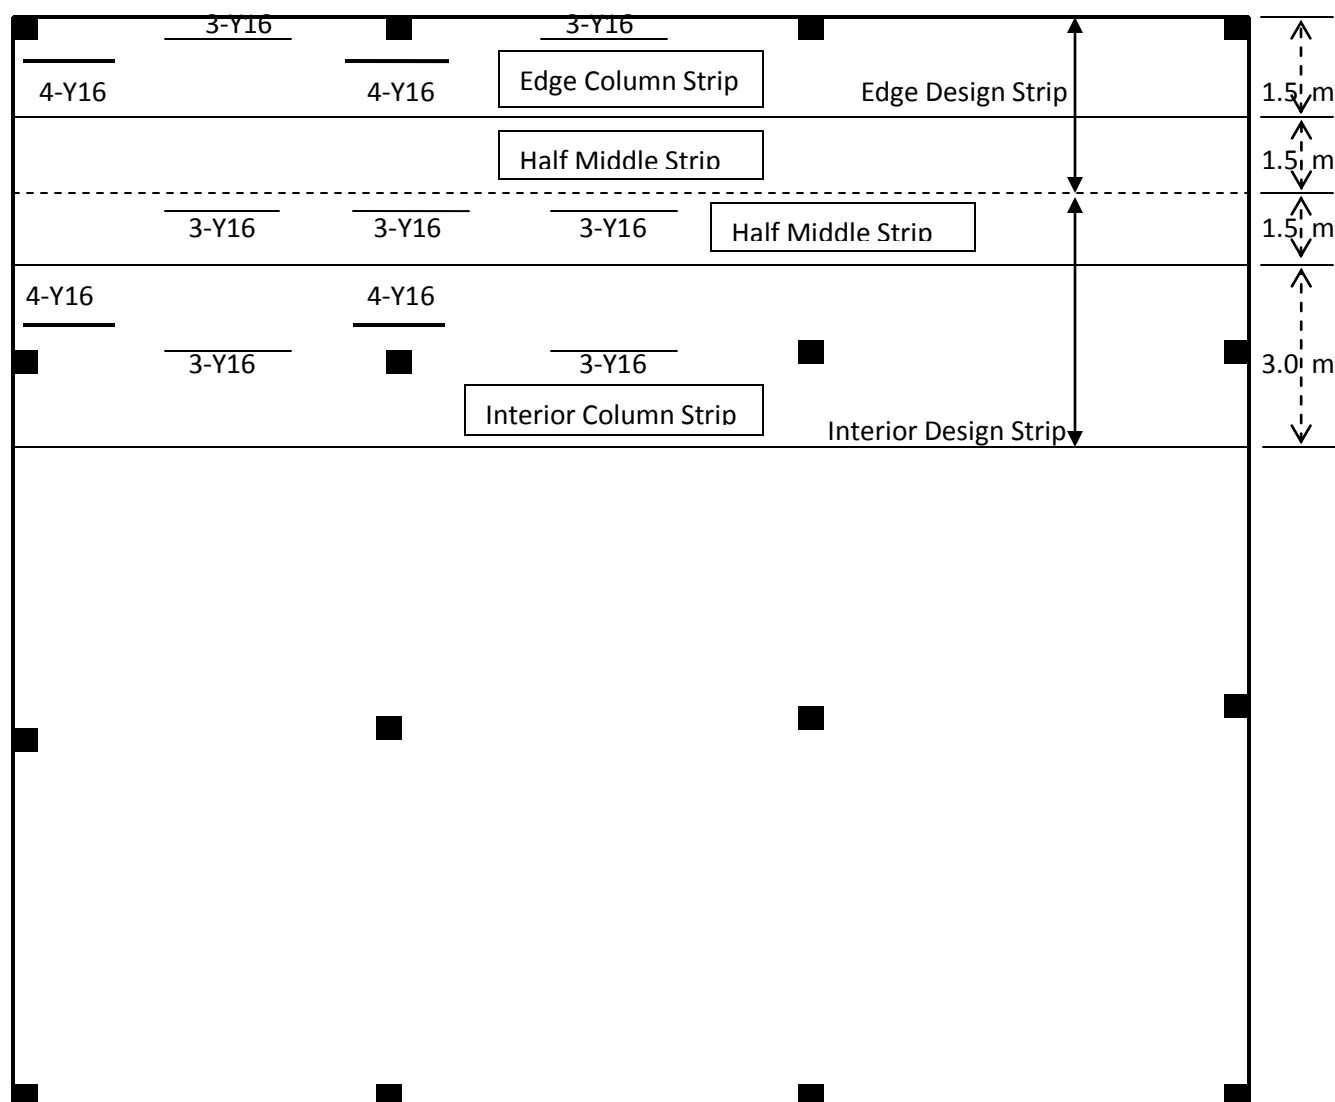 3-Y16 3-Y16
4-Y16 4-Y16 Edge Column Strip Edge Design Strip 1.5 m
Half Middle Strip 1.5 m
3-Y16 3-Y16 3-Y16 Half Middle Strip 1.5 m
4-Y16 4-Y16
3-Y16 3-Y16 3.0 m
Interior Column Strip Interior Design Strip